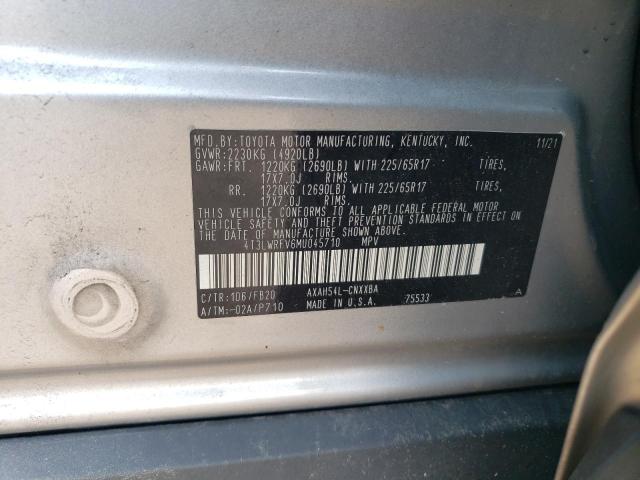 MFD.BY:TOYOTA MOTOR MANUFACTURING, KENTUCKY, INC. 11/21
GVWR:2230KG (4920LB)
GAWR:FRT. 1220KG (2690LB) WITH 225/65R17 TIRES,
17X7.0J RIMS.
RR. 1220KG (2690LB) WITH 225/65R17 TIRES,
17X7.0J RIMS.
THIS VEHICLE CONFORMS TO ALL APPLICABLE FEDERAL MOTOR
VEHICLE SAFETY AND THEFT PREVENTION STANDARDS IN EFFECT
ON THE DATE OF MANUFACTURE SHOWN ABOVE.
4T3LWRFV6MU045710 MPV
C/TR:1D6/FB20 AXAH54L-CNXXBA A
A/TM:-02A/P710 MADE IN U.S.A. 75533